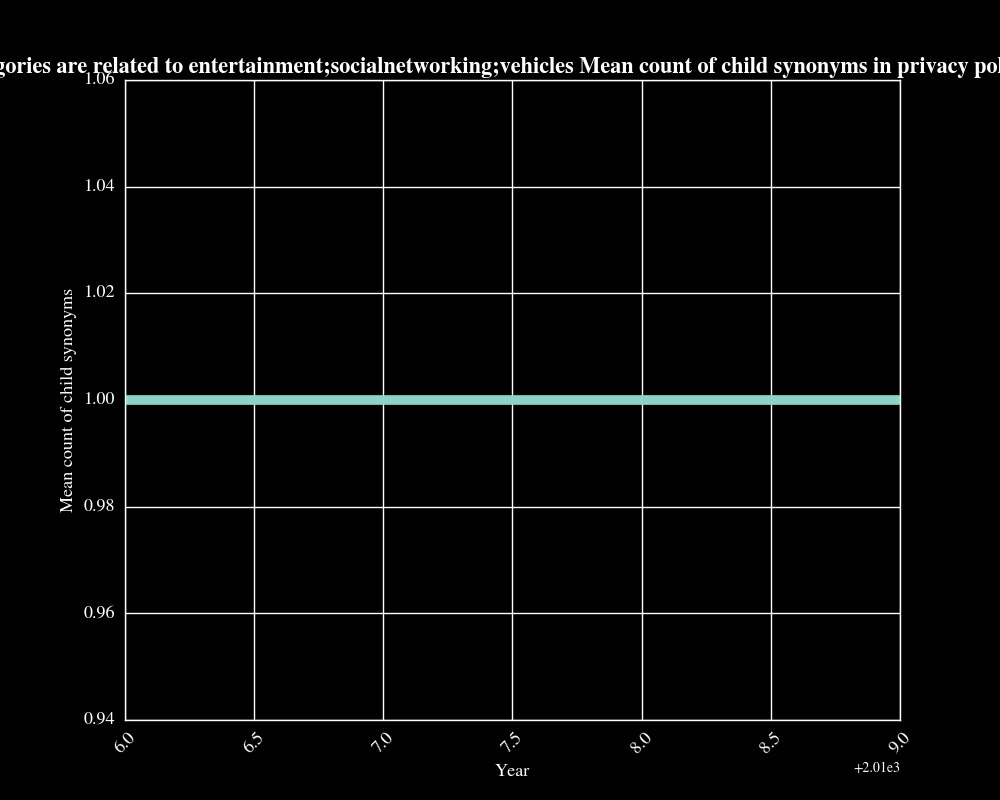 are related to entertainment;socialnetworking;vehicles Mean count of child synonyms in privacy
1.06
1.04
1.02
1.00
0.98
0.96
0.94
Mean count of child synonyms
6.0 6.5 7.0 7.5 8.0 8.5 9.0
Year
+2.01e3